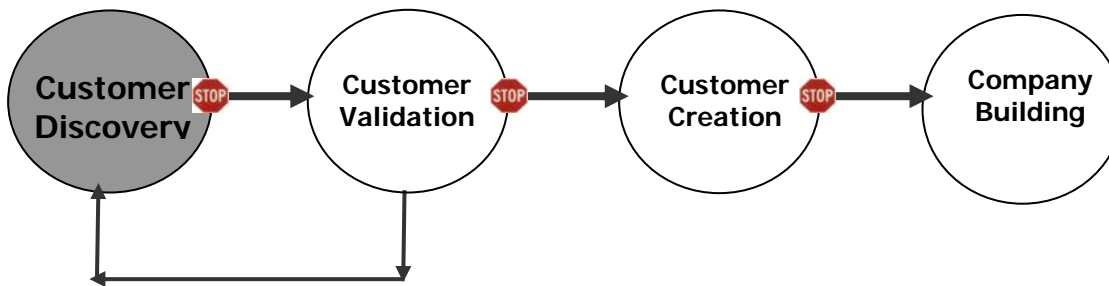 Customer
Discovery
STOP
Customer
Validation
STOP
Customer
Creation
STOP
Company
Building